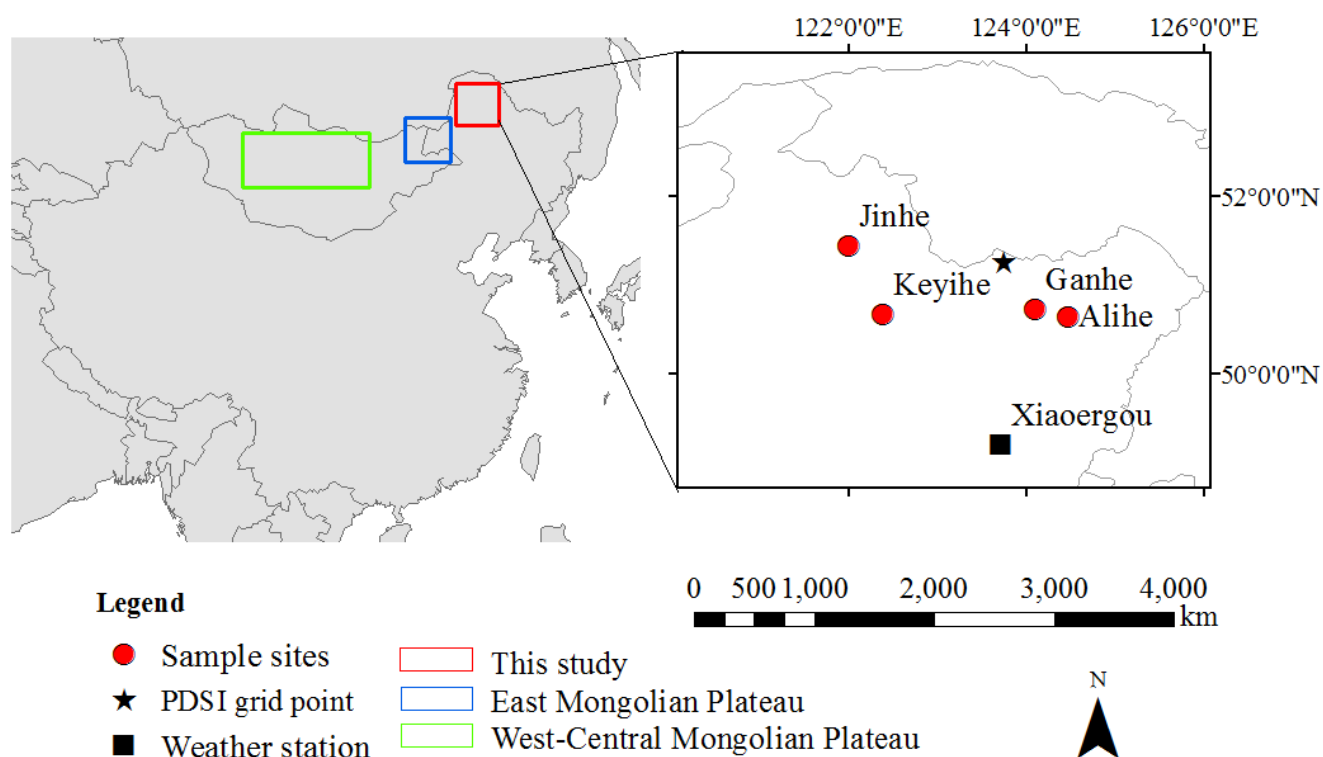 122°0'0"E 124°0'0"E 126°0'0"E
52°0'0"N
Jinhe
Keyihe
Ganhe
Alihe
50°0'0"N
Xiaoergou
0 500 1,000 2,000 3,000 4,000
km
Legend
Sample sites
PDSI grid point
Weather station
This study
East Mongolian Plateau
West-Central Mongolian Plateau
N